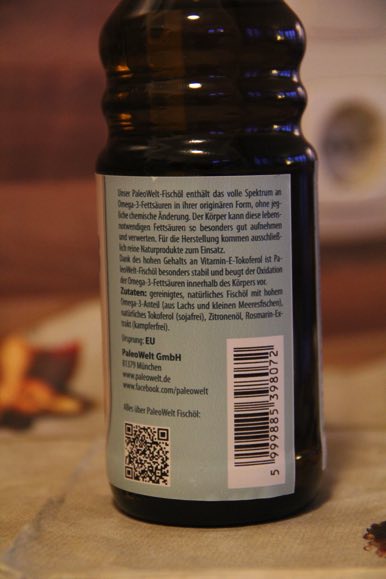 Unser PaleoWelt-Fischöl enthält das volle Spektrum an
Omega-3-Fettsäuren in ihrer originären Form, ohne jeg-
liche chemische Änderung. Der Körper kann diese lebens-
notwendigen Fettsäuren so besonders gut aufnehmen
und verwerten. Für die Herstellung kommen ausschließ-
lich reine Naturprodukte zum Einsatz.
Dank des hohen Gehalts an Vitamin-E-Tokoferol ist Pa-
leoWelt-Fischöl besonders stabil und beugt der Oxidation
der Omega-3-Fettsäuren innerhalb des Körpers vor.
Zutaten: gereinigtes, natürliches Fischöl mit hohem
Omega-3-Anteil (aus Lachs und kleinen Meeresfischen),
natürliches Tokoferol (sojafrei), Zitronenöl, Rosmarin-Ex-
trakt (kampferfrei).
Ursprung: EU
PaleoWelt GmbH
81379 München
www.paleowelt.de
www.facebook.com/paleowelt
Alles über PaleoWelt Fischöl:
5 999885 398072